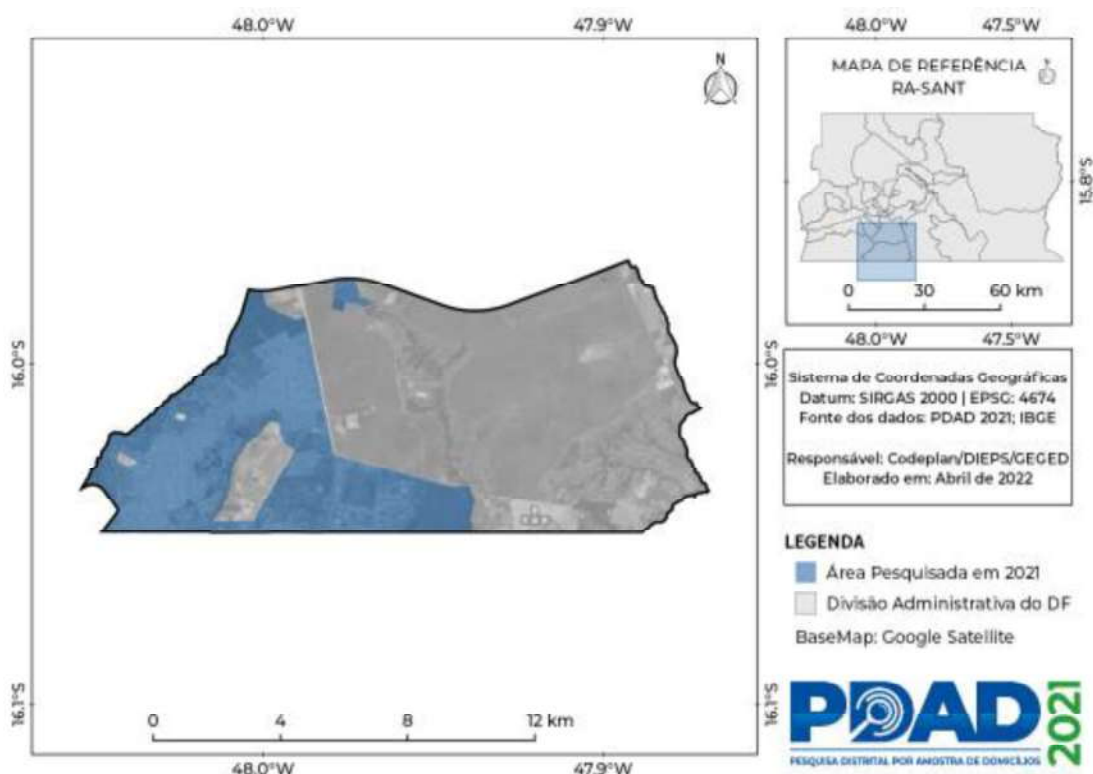 48.0°W
47.9°W
N
16.0°S
16.0°S
16.1°S
16.1°S
0
4
8
12 km
48.0°W
47.9°W
48.0°W
47.5°W
MAPA DE REFERÊNCIA
RA-SANT
15.8°S
0
30
60 km
48.0°W
47.5°W
Sistema de Coordenadas Geográficas
Datum: SIRGAS 2000 | EPSG: 4674
Fonte dos dados: PDAD 2021; IBGE
Responsável: Codeplan/DIEPS/GEGED
Elaborado em: Abril de 2022
LEGENDA
Área Pesquisada em 2021
Divisão Administrativa do DF
BaseMap: Google Satellite
PDAD 2021
PESQUISA DISTRITAL POR AMOSTRA DE DOMICÍLIOS